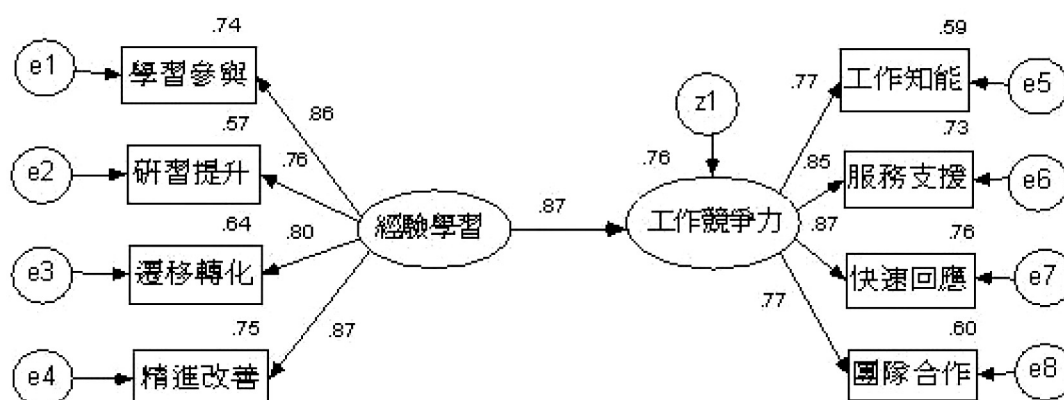 .74
e1
學習參與
.86
.57
e2
研習提升
.76
.64
e3
遷移轉化
.80
.75
e4
精進改善
.87
經驗學習
.87
z1
.76
工作競爭力
.59
.77
工作知能
e5
.73
.85
服務支援
e6
.87
.76
快速回應
e7
.77
.60
團隊合作
e8